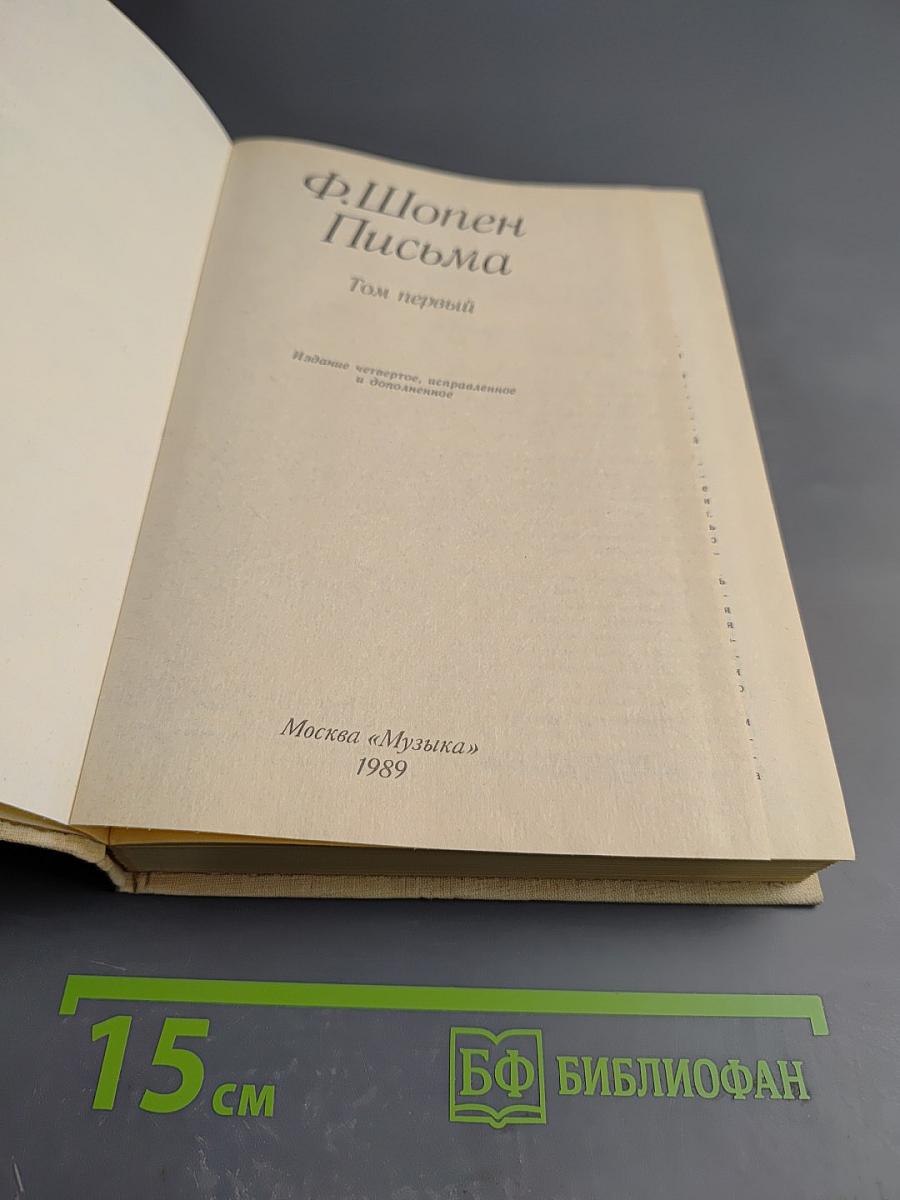 Ф.Шопен
Письма
Том первый
Издание четвертое, исправленное
и дополненное
Москва «Музыка»
1989
15 см
БФ БИБЛИОФАН